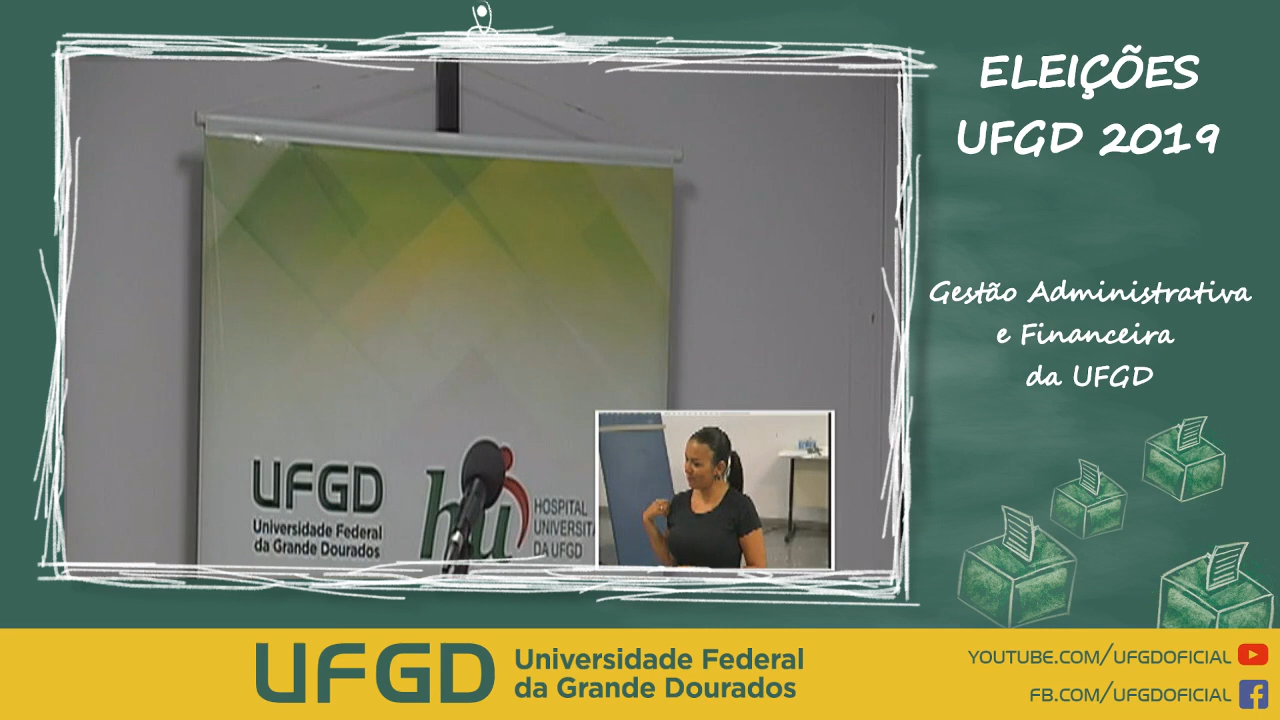 ELEIÇÕES
UFGD 2019
Gestão Administrativa
e Financeira
da UFGD
UFGD
Universidade Federal
da Grande Dourados
hu
HOSPITAL
UNIVERSITA
DA UFGD
UFGD
Universidade Federal
da Grande Dourados
YOUTUBE.COM/UFGDOFICIAL
FB.COM/UFGDOFICIAL